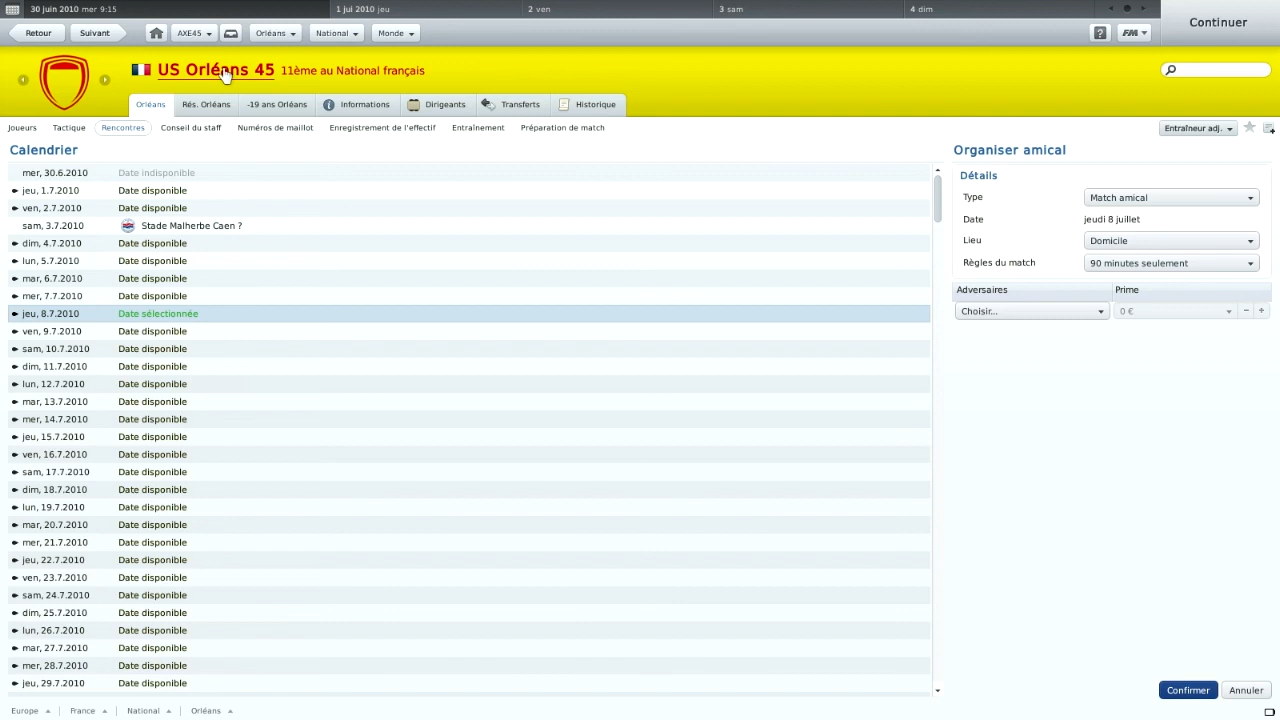 30 juin 2010 mer 9:15
1 jui 2010 jeu
2 ven
3 sam
4 dim
Retour
Suivant
AXE45
Orléans
National
Monde
?
FM
Continuer
US Orléans 45
11ème au National français
Orléans
Rés. Orléans
-19 ans Orléans
Informations
Dirigeants
Transferts
Historique
Joueurs
Tactique
Rencontres
Conseil du staff
Numéros de maillot
Enregistrement de l'effectif
Entraînement
Préparation de match
Entraîneur adj.
Calendrier
mer, 30.6.2010 Date indisponible
jeu, 1.7.2010 Date disponible
ven, 2.7.2010 Date disponible
sam, 3.7.2010 Stade Malherbe Caen ?
dim, 4.7.2010 Date disponible
lun, 5.7.2010 Date disponible
mar, 6.7.2010 Date disponible
mer, 7.7.2010 Date disponible
jeu, 8.7.2010 Date sélectionnée
ven, 9.7.2010 Date disponible
sam, 10.7.2010 Date disponible
dim, 11.7.2010 Date disponible
lun, 12.7.2010 Date disponible
mar, 13.7.2010 Date disponible
mer, 14.7.2010 Date disponible
jeu, 15.7.2010 Date disponible
ven, 16.7.2010 Date disponible
sam, 17.7.2010 Date disponible
dim, 18.7.2010 Date disponible
lun, 19.7.2010 Date disponible
mar, 20.7.2010 Date disponible
mer, 21.7.2010 Date disponible
jeu, 22.7.2010 Date disponible
ven, 23.7.2010 Date disponible
sam, 24.7.2010 Date disponible
dim, 25.7.2010 Date disponible
lun, 26.7.2010 Date disponible
mar, 27.7.2010 Date disponible
mer, 28.7.2010 Date disponible
jeu, 29.7.2010 Date disponible
Organiser amical
Détails
Type Match amical
Date jeudi 8 juillet
Lieu Domicile
Règles du match 90 minutes seulement
Adversaires Prime
Choisir... 0 €
Confirmer
Annuler
Europe
France
National
Orléans